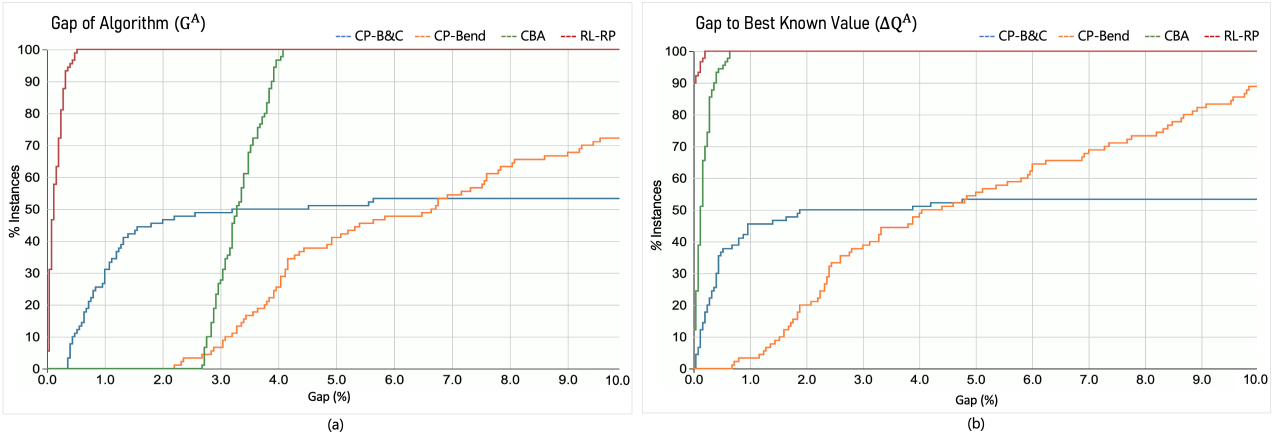 Gap of Algorithm (Gᴬ)
--- CP-B&C --- CP-Bend --- CBA --- RL-RP
100
90
80
70
60
50
40
30
20
10
0
% Instances
0.0 1.0 2.0 3.0 4.0 5.0 6.0 7.0 8.0 9.0 10.0
Gap (%)
(a)
Gap to Best Known Value (ΔQᴬ)
--- CP-B&C --- CP-Bend --- CBA --- RL-RP
100
90
80
70
60
50
40
30
20
10
0
% Instances
0.0 1.0 2.0 3.0 4.0 5.0 6.0 7.0 8.0 9.0 10.0
Gap (%)
(b)